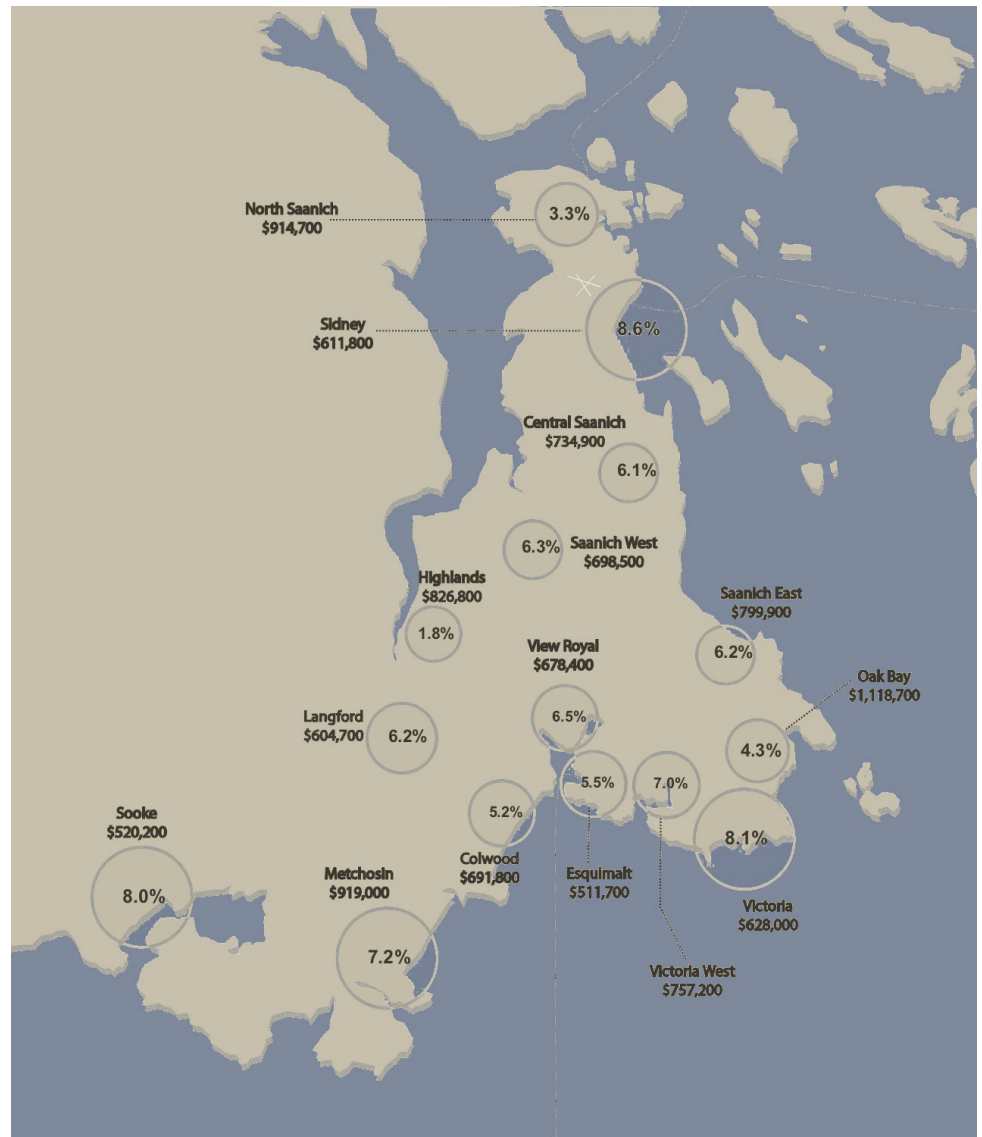 North Saanich
$914,700
3.3%
Sidney
$611,800
8.6%
Central Saanich
$734,900
6.1%
6.3%
Saanich West
$698,500
Highlands
$826,800
1.8%
Saanich East
$799,900
6.2%
View Royal
$678,400
6.5%
Oak Bay
$1,118,700
4.3%
Langford
$604,700
6.2%
5.5%
7.0%
5.2%
Colwood
$691,800
8.1%
Victoria
$628,000
Sooke
$520,200
8.0%
Metchosin
$919,000
7.2%
Esquimalt
$511,700
Victoria West
$757,200